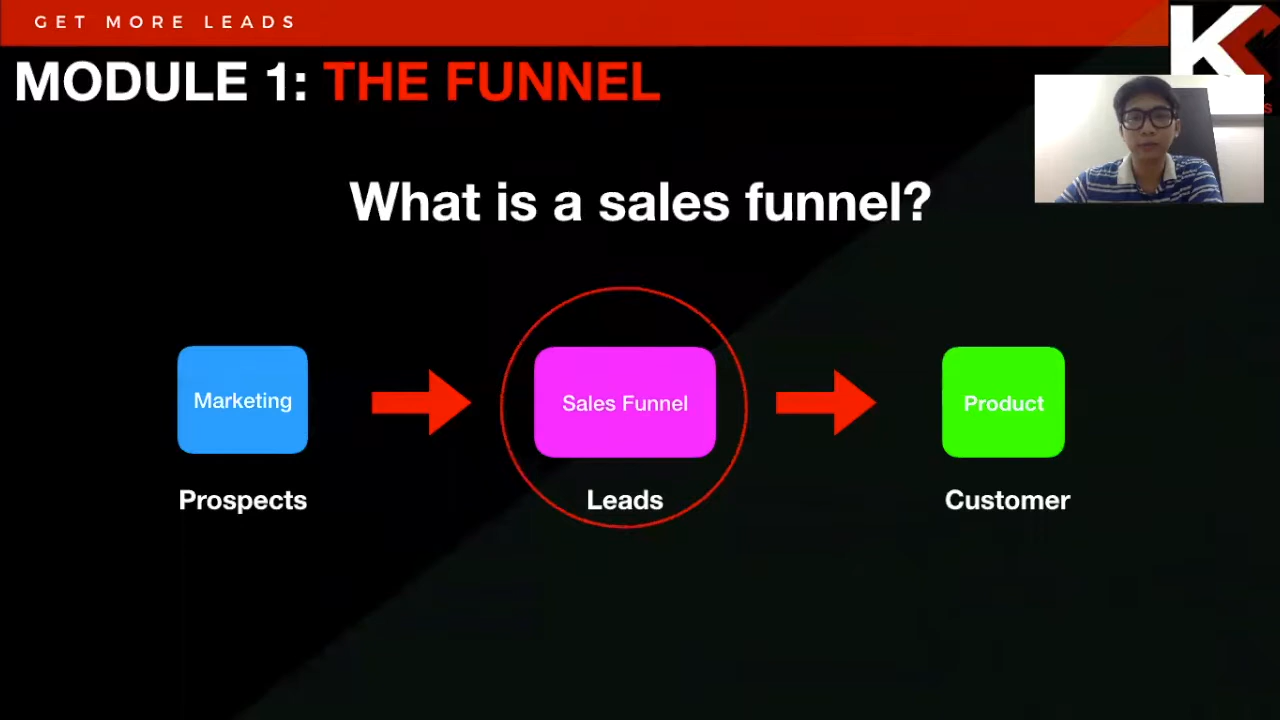 GET MORE LEADS
MODULE 1: THE FUNNEL
What is a sales funnel?
Marketing
Sales Funnel
Product
Prospects
Leads
Customer